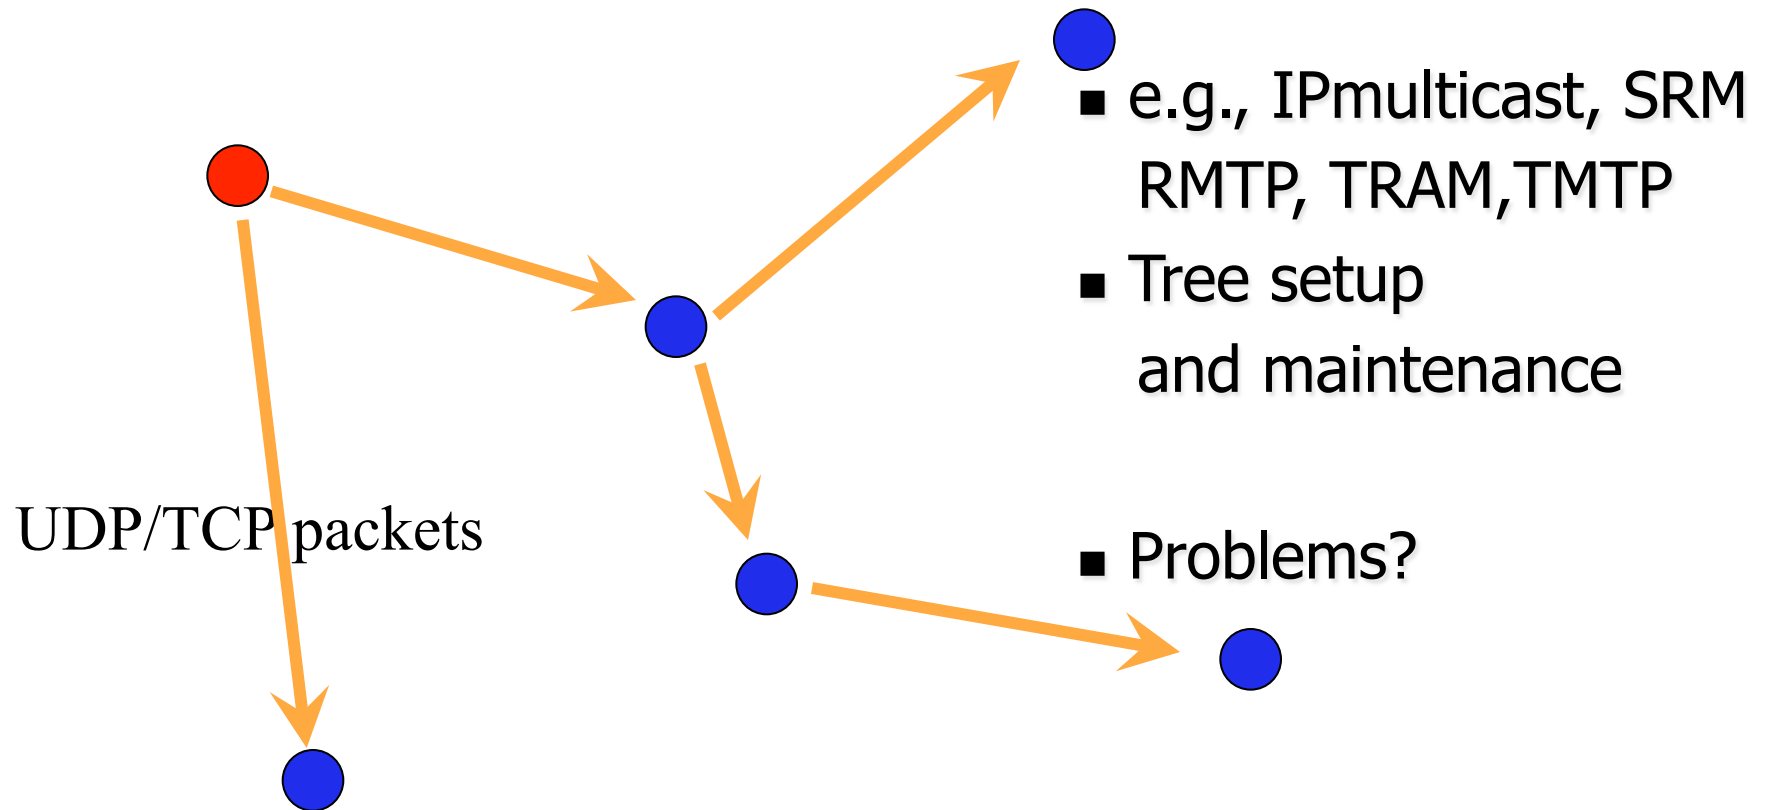 ■ e.g., IPmulticast, SRM
RMTP, TRAM,TMTP
■ Tree setup
and maintenance
UDP/TCP packets
■ Problems?